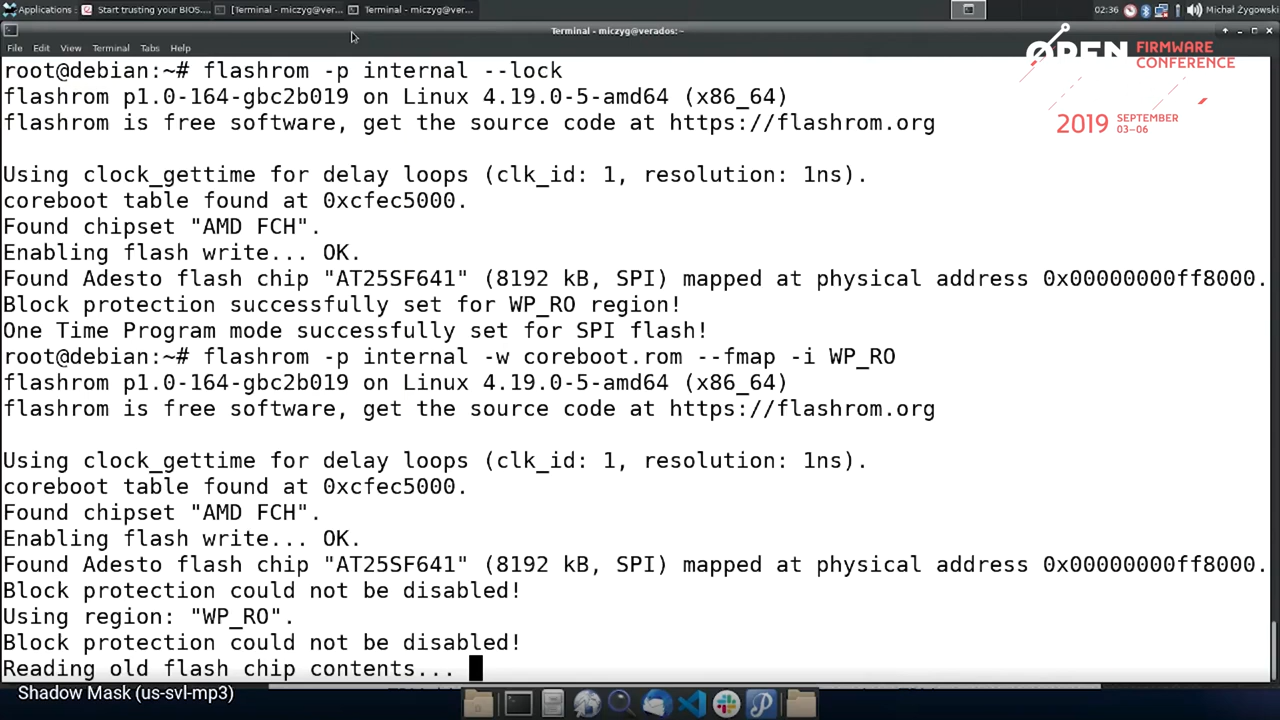 Applications
Start trusting your BIOS....
[Terminal - miczyg@ver...
Terminal - miczyg@ver...
02:36
Michał Żygowski
Terminal - miczyg@verados: ~
File Edit View Terminal Tabs Help
OPEN FIRMWARE CONFERENCE
2019 SEPTEMBER 03–06
root@debian:~# flashrom -p internal --lock
flashrom p1.0-164-gbc2b019 on Linux 4.19.0-5-amd64 (x86_64)
flashrom is free software, get the source code at https://flashrom.org
Using clock_gettime for delay loops (clk_id: 1, resolution: 1ns).
coreboot table found at 0xcfec5000.
Found chipset "AMD FCH".
Enabling flash write... OK.
Found Adesto flash chip "AT25SF641" (8192 kB, SPI) mapped at physical address 0x00000000ff8000.
Block protection successfully set for WP_RO region!
One Time Program mode successfully set for SPI flash!
root@debian:~# flashrom -p internal -w coreboot.rom --fmap -i WP_RO
flashrom p1.0-164-gbc2b019 on Linux 4.19.0-5-amd64 (x86_64)
flashrom is free software, get the source code at https://flashrom.org
Using clock_gettime for delay loops (clk_id: 1, resolution: 1ns).
coreboot table found at 0xcfec5000.
Found chipset "AMD FCH".
Enabling flash write... OK.
Found Adesto flash chip "AT25SF641" (8192 kB, SPI) mapped at physical address 0x00000000ff8000.
Block protection could not be disabled!
Using region: "WP_RO".
Block protection could not be disabled!
Reading old flash chip contents...
Shadow Mask (us-svl-mp3)